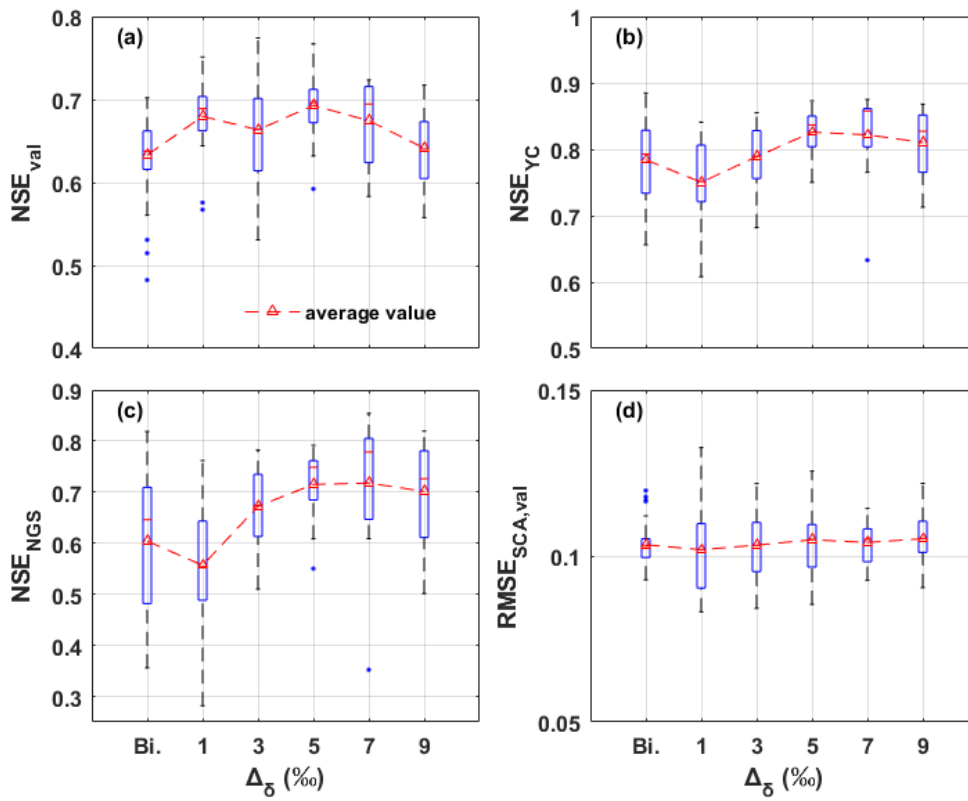 (a)
0.8
0.7
0.6
0.5
0.4
NSE_val
average value
(b)
1
0.9
0.8
0.7
0.6
0.5
NSE_YC
(c)
0.9
0.8
0.7
0.6
0.5
0.4
0.3
NSE_NGS
Bi. 1 3 5 7 9
Δ_δ (‰)
(d)
0.15
0.1
0.05
RMSE_SCA,val
Bi. 1 3 5 7 9
Δ_δ (‰)